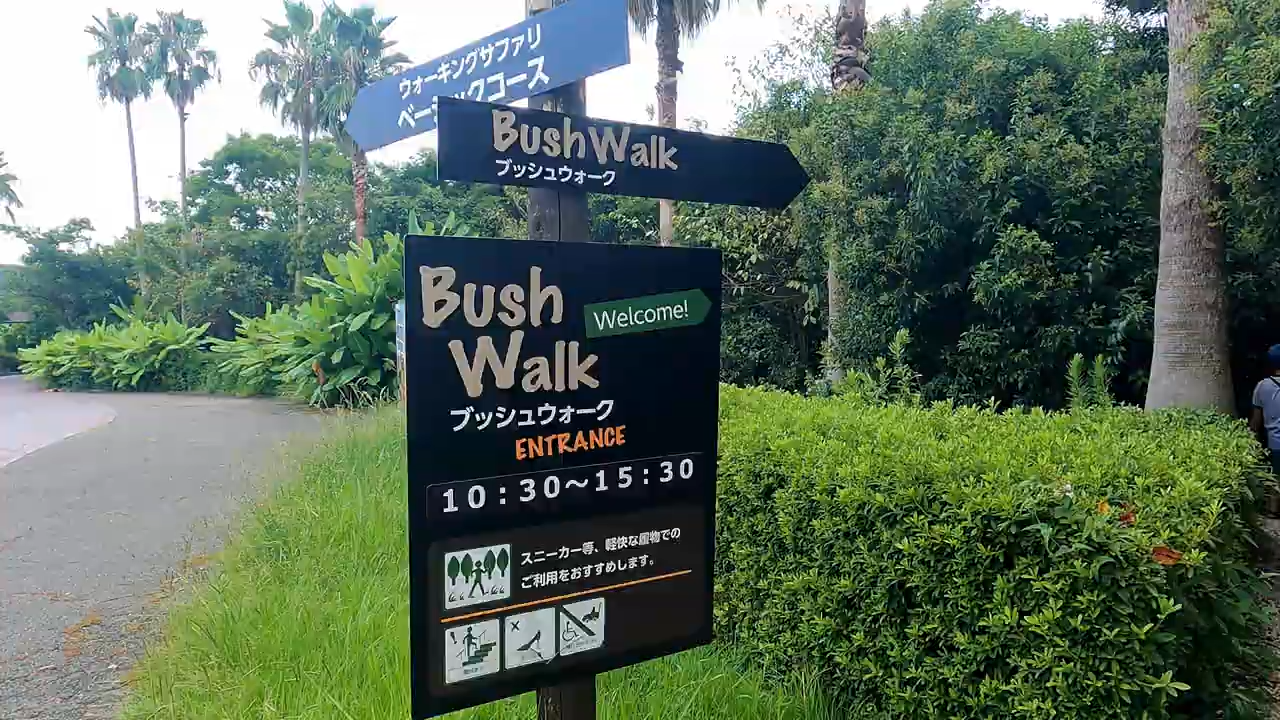 ウォーキングサファリ
ベーシックコース
BushWalk
ブッシュウォーク
Bush
Welcome!
Walk
ブッシュウォーク
ENTRANCE
10:30～15:30
スニーカー等、軽快な履物での
ご利用をおすすめします。